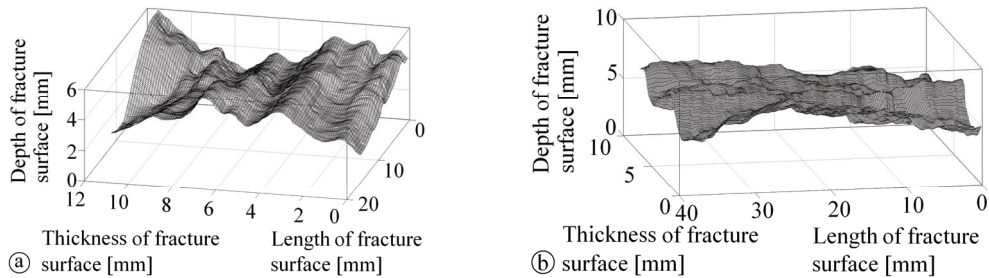 Depth of fracture
surface [mm]
6
4
2
0
12
10
8
6
4
2
0
20
10
0
Thickness of fracture
surface [mm]
Length of fracture
surface [mm]
a
Depth of fracture
surface [mm]
10
5
0
10
5
0
40
30
20
10
0
Thickness of fracture
surface [mm]
Length of fracture
surface [mm]
b